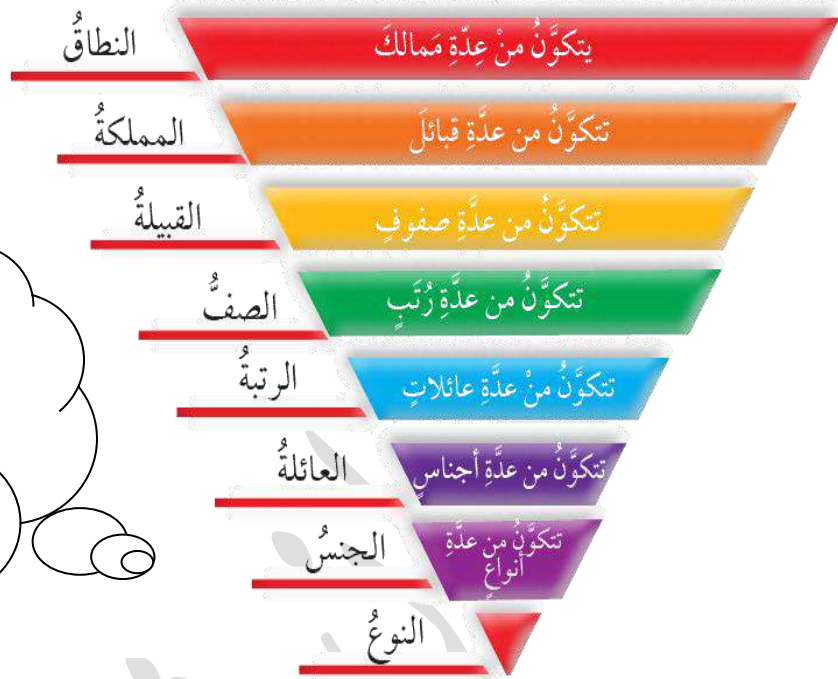 النطاقُ
يتكوَّنُ منْ عِدّةِ مَمالكَ
المملكةُ
تتكوَّنُ من عدَّةِ قبائلَ
القبيلةُ
تتكوَّنُ من عدَّةِ صفوفٍ
الصفُّ
تتكوَّنُ من عدَّةِ رُتَبٍ
الرتبةُ
تتكوَّنُ منْ عدَّةِ عائلاتٍ
العائلةُ
تتكوَّنُ من عدَّةِ أجناسٍ
الجنسُ
تتكوَّنُ من عدَّةِ
أنواعٍ
النوعُ